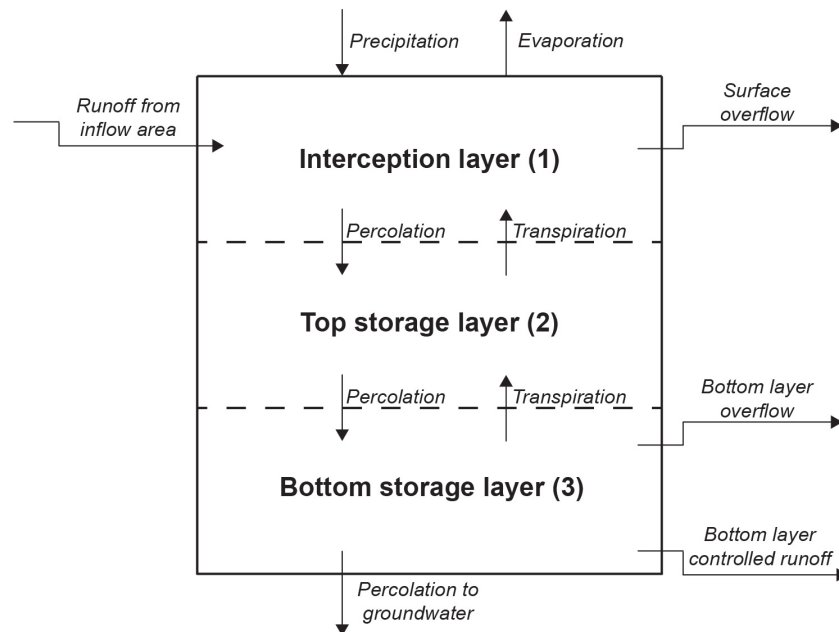 Precipitation
Evaporation
Runoff from
inflow area
Surface
overflow
Interception layer (1)
Percolation
Transpiration
Top storage layer (2)
Percolation
Transpiration
Bottom layer
overflow
Bottom storage layer (3)
Bottom layer
controlled runoff
Percolation to
groundwater